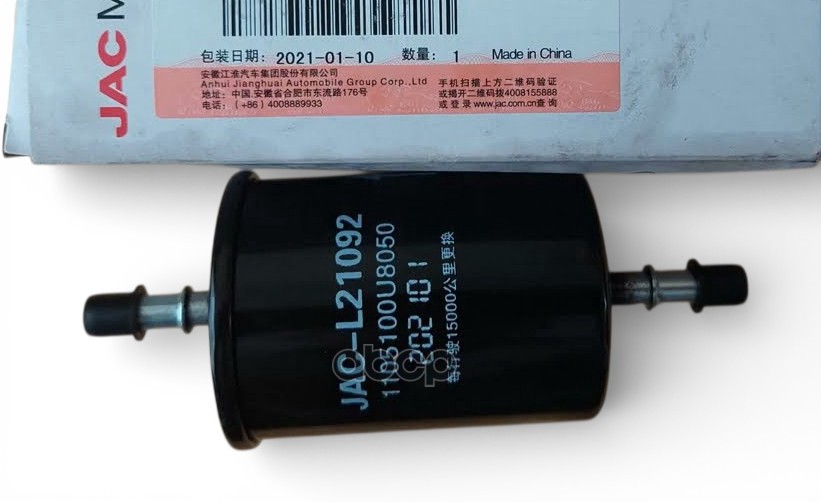 JAC M
包装日期: 2021-01-10 数量: 1 Made in China
安徽江淮汽车集团股份有限公司
Anhui Jianghuai Automobile Group Corp.,Ltd
地址: 中国.安徽省合肥市东流路176号
电话: (+86) 4008889933
手机扫描上方二维码验证
或揭开二维码拨4008155888
或登录www.jac.com.cn查询
JAC-L21092
1105100U8050
202101
每行驶15000公里更换
abcp